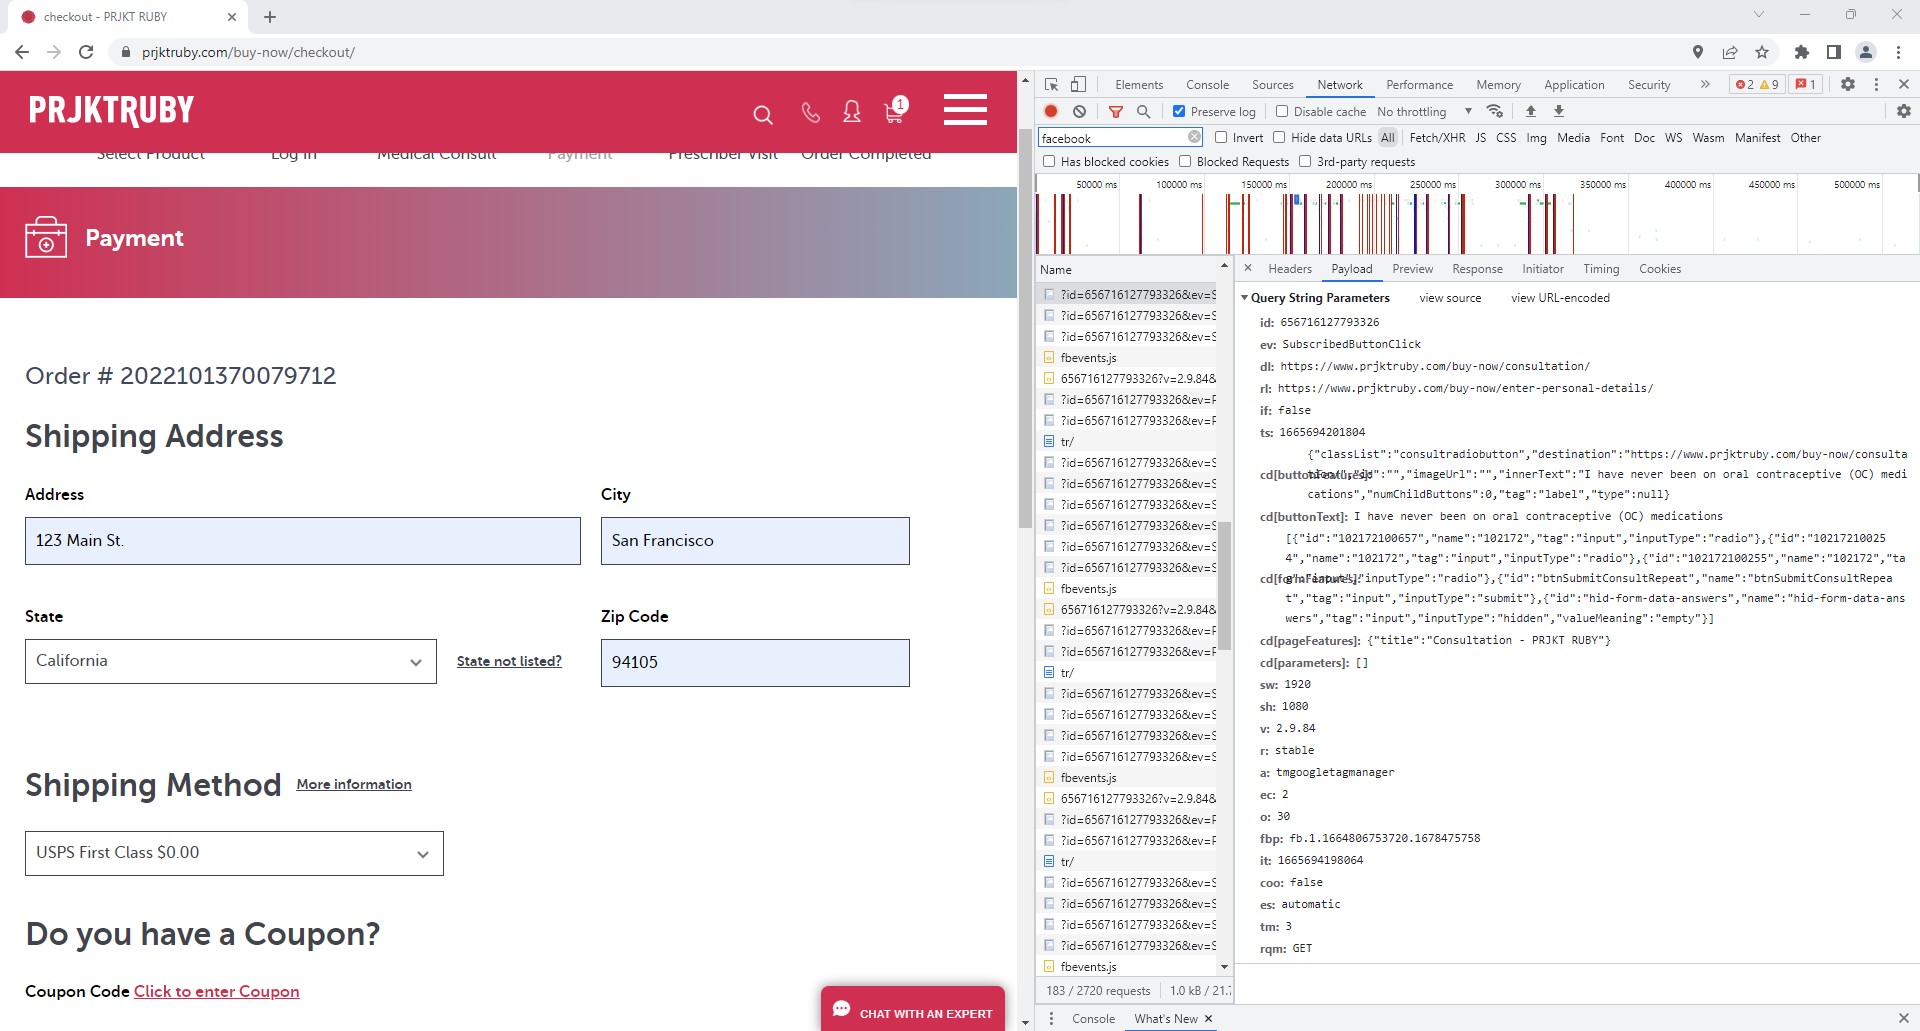 checkout - PRJKT RUBY
prjktruby.com/buy-now/checkout/
PRJKTRUBY
1
Select Product Log In Medical Consult Payment Prescriber Visit Order Completed
Payment
Order # 2022101370079712
Shipping Address
Address City
123 Main St. San Francisco
State Zip Code
California State not listed? 94105
Shipping Method More information
USPS First Class $0.00
Do you have a Coupon?
Coupon Code Click to enter Coupon
CHAT WITH AN EXPERT
Elements Console Sources Network Performance Memory Application Security 2 9 1
Preserve log Disable cache No throttling
facebook Invert Hide data URLs All Fetch/XHR JS CSS Img Media Font Doc WS Wasm Manifest Other
Has blocked cookies Blocked Requests 3rd-party requests
50000 ms 100000 ms 150000 ms 200000 ms 250000 ms 300000 ms 350000 ms 400000 ms 450000 ms 500000 ms
Name
?id=656716127793326&ev=S
?id=656716127793326&ev=S
?id=656716127793326&ev=S
fbevents.js
656716127793326?v=2.9.84&
?id=656716127793326&ev=F
?id=656716127793326&ev=F
tr/
?id=656716127793326&ev=S
?id=656716127793326&ev=S
?id=656716127793326&ev=S
?id=656716127793326&ev=S
?id=656716127793326&ev=S
?id=656716127793326&ev=S
fbevents.js
656716127793326?v=2.9.84&
?id=656716127793326&ev=F
?id=656716127793326&ev=F
tr/
?id=656716127793326&ev=S
?id=656716127793326&ev=S
?id=656716127793326&ev=S
?id=656716127793326&ev=S
fbevents.js
656716127793326?v=2.9.84&
?id=656716127793326&ev=F
?id=656716127793326&ev=F
tr/
?id=656716127793326&ev=S
?id=656716127793326&ev=S
?id=656716127793326&ev=S
?id=656716127793326&ev=S
fbevents.js
183 / 2720 requests 1.0 kB / 21.
Headers Payload Preview Response Initiator Timing Cookies
Query String Parameters view source view URL-encoded
id: 656716127793326
ev: SubscribedButtonClick
dl: https://www.prjktruby.com/buy-now/consultation/
rl: https://www.prjktruby.com/buy-now/enter-personal-details/
if: false
ts: 1665694201804
{"classList":"consultradiobutton","destination":"https://www.prjktruby.com/buy-now/consulta
cd[buttonFeatures]: tion/","id":"","imageUrl":"","innerText":"I have never been on oral contraceptive (OC) medi
cations","numChildButtons":0,"tag":"label","type":null}
cd[buttonText]: I have never been on oral contraceptive (OC) medications
[{"id":"102172100657","name":"102172","tag":"input","inputType":"radio"},{"id":"10217210025
4","name":"102172","tag":"input","inputType":"radio"},{"id":"102172100255","name":"102172","ta
cd[formFeatures]: g":"input","inputType":"radio"},{"id":"btnSubmitConsultRepeat","name":"btnSubmitConsultRepea
t","tag":"input","inputType":"submit"},{"id":"hid-form-data-answers","name":"hid-form-data-ans
wers","tag":"input","inputType":"hidden","valueMeaning":"empty"}]
cd[pageFeatures]: {"title":"Consultation - PRJKT RUBY"}
cd[parameters]: []
sw: 1920
sh: 1080
v: 2.9.84
r: stable
a: tmgoogletagmanager
ec: 2
o: 30
fbp: fb.1.1664806753720.1678475758
it: 1665694198064
coo: false
es: automatic
tm: 3
rqm: GET
Console What's New